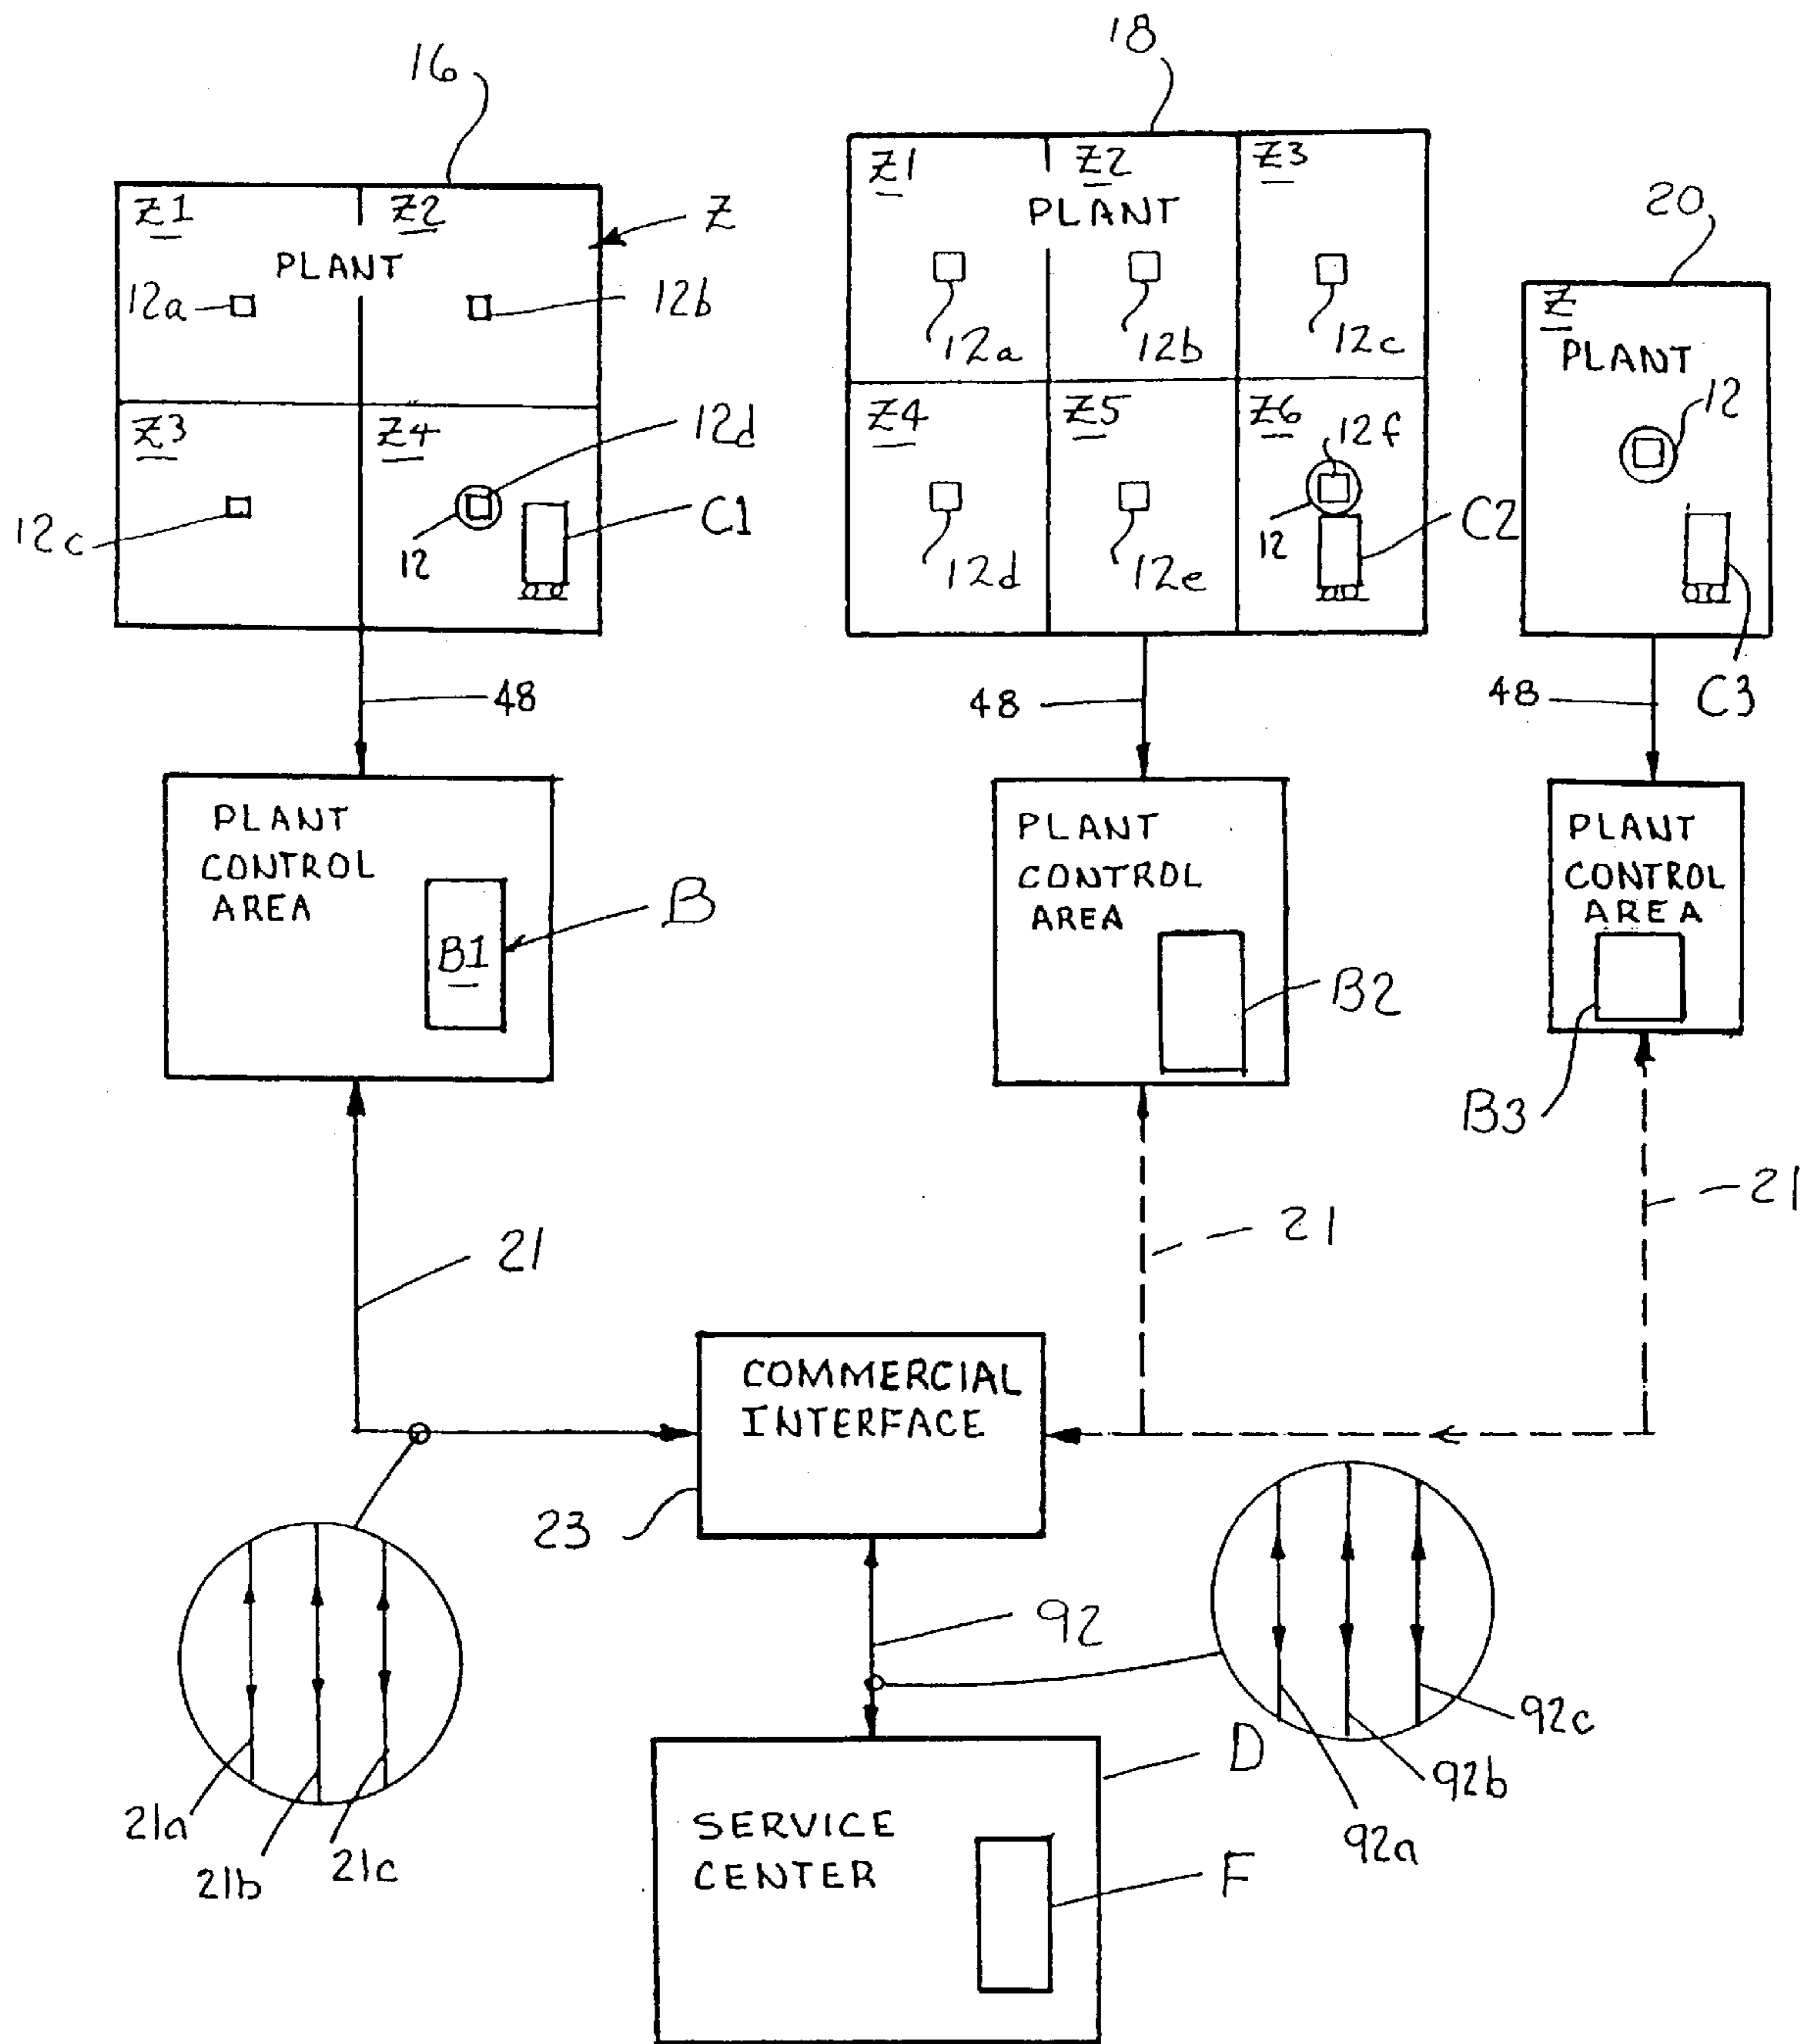 16
18
20
Z1
Z2
Z
PLANT
12a
12b
Z3
Z4
12d
12c
12
C1
Z1
Z2
Z3
PLANT
12a
12b
12c
Z4
Z5
Z6
12f
12d
12e
12
C2
Z
PLANT
12
C3
48
48
48
PLANT
CONTROL
AREA
B1
B
PLANT
CONTROL
AREA
B2
PLANT
CONTROL
AREA
B3
21
21
21
COMMERCIAL
INTERFACE
23
21a
21b
21c
92
92a
92b
92c
SERVICE
CENTER
D
F